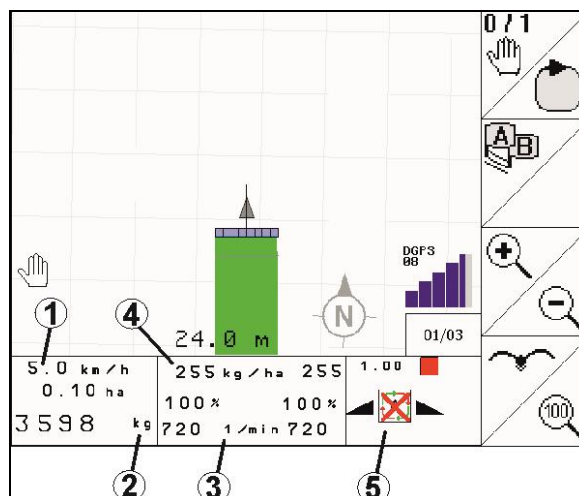 0/1
A B
DGPS
08
N
24.0 m
01/03
1
4
5.0 km/h
0.10 ha
3598 kg
255 kg/ha 255
100% 100%
720 1/min 720
1.00
100
2
3
5